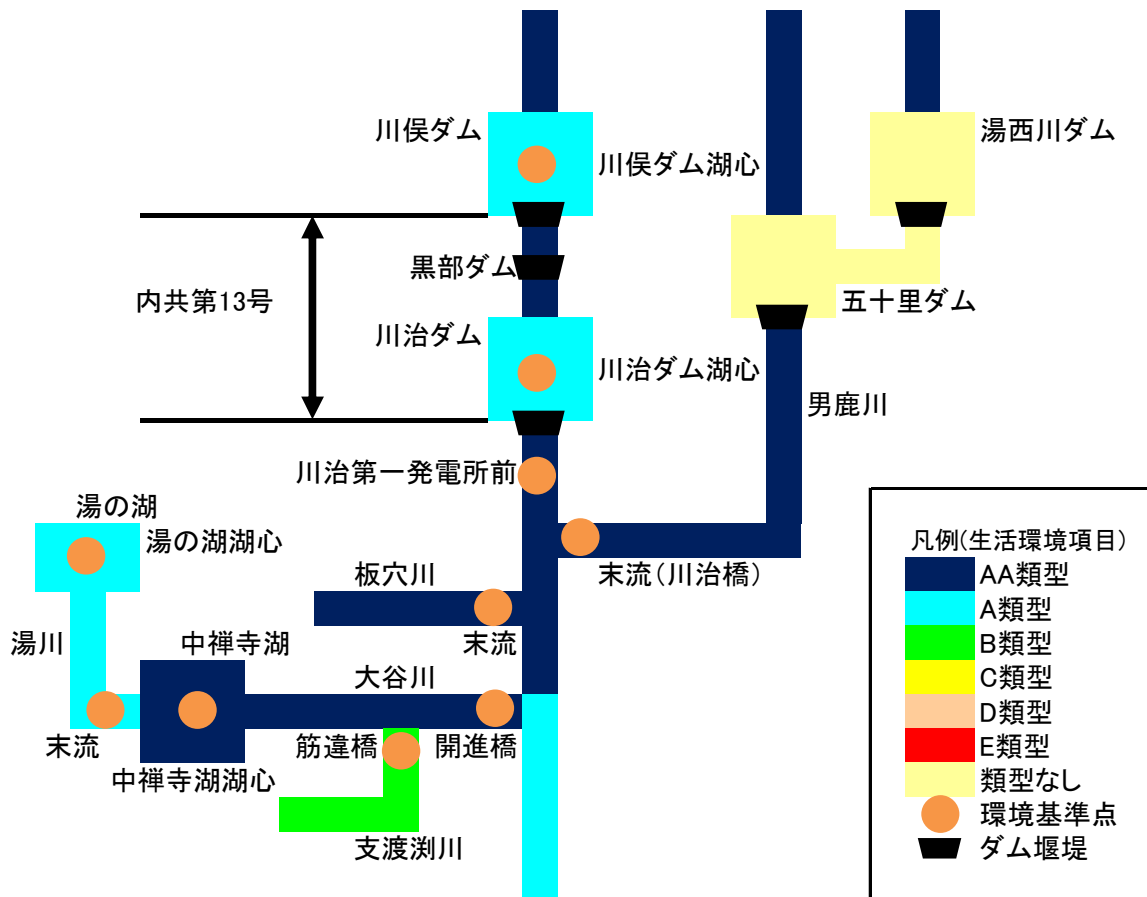 川俣ダム
湯西川ダム
川俣ダム湖心
黒部ダム
内共第13号
五十里ダム
川治ダム
川治ダム湖心
男鹿川
川治第一発電所前
湯の湖
湯の湖湖心
末流(川治橋)
板穴川
末流
湯川
中禅寺湖
大谷川
末流
筋違橋
開進橋
中禅寺湖湖心
支渡渕川
凡例(生活環境項目)
AA類型
A類型
B類型
C類型
D類型
E類型
類型なし
環境基準点
ダム堰堤